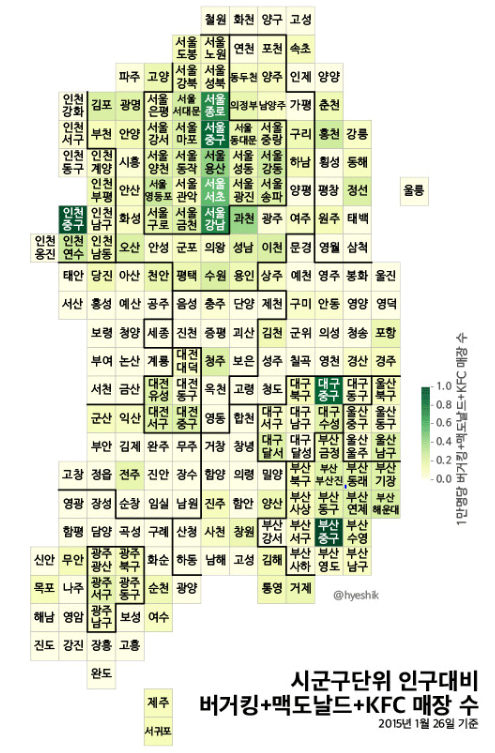 철원 화천 양구 고성
서울 도봉 서울 노원 연천 포천 속초
파주 고양 서울 강북 서울 성북 동두천 양주 인제 양양
인천 강화 김포 광명 서울 은평 서울 서대문 서울 종로 의정부 남양주 가평 춘천
인천 서구 부천 안양 서울 강서 서울 마포 서울 중구 서울 동대문 서울 중랑 구리 홍천 강릉
인천 동구 인천 계양 시흥 서울 양천 서울 동작 서울 용산 서울 성동 서울 강동 하남 횡성 동해
인천 부평 안산 서울 영등포 서울 관악 서울 서초 서울 광진 서울 송파 양평 평창 정선 울릉
인천 중구 인천 남구 화성 서울 구로 서울 금천 서울 강남 과천 광주 여주 원주 태백
인천 옹진 인천 연수 인천 남동 오산 안성 군포 의왕 성남 이천 문경 영월 삼척
태안 당진 아산 천안 평택 수원 용인 상주 예천 영주 봉화 울진
서산 홍성 예산 공주 음성 충주 단양 제천 구미 안동 영양 영덕
보령 청양 세종 진천 증평 괴산 김천 군위 의성 청송 포항
부여 논산 계룡 대전 대덕 청주 보은 성주 칠곡 영천 경산 경주
서천 금산 대전 유성 대전 동구 옥천 고령 청도 대구 북구 대구 중구 대구 동구 울산 북구
군산 익산 대전 서구 대전 중구 영동 합천 대구 서구 대구 남구 대구 수성 울산 중구 울산 동구
부안 김제 완주 무주 거창 창녕 대구 달서 대구 달성 부산 금정 울산 울주 울산 남구
고창 정읍 전주 진안 장수 함양 의령 밀양 부산 북구 부산 부산진 부산 동래 부산 기장
영광 장성 순창 임실 남원 진주 함안 양산 부산 사상 부산 동구 부산 연제 부산 해운대
함평 담양 곡성 구례 산청 사천 창원 부산 강서 부산 서구 부산 중구 부산 수영
신안 무안 광주 광산 광주 북구 화순 하동 남해 고성 김해 부산 사하 부산 영도 부산 남구
목포 나주 광주 서구 광주 동구 순천 광양 통영 거제
해남 영암 광주 남구 보성 여수
진도 강진 장흥 고흥
완도
제주
서귀포
1.0
0.8
0.6
0.4
0.2
0.0
1만명당 버거킹+맥도날드+KFC 매장 수
@hyeshik
시군구단위 인구대비
버거킹+맥도날드+KFC 매장 수
2015년 1월 26일 기준